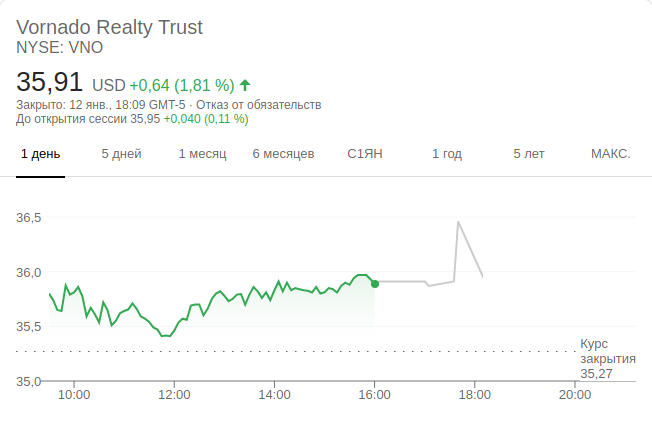 Vornado Realty Trust
NYSE: VNO
35,91 USD +0,64 (1,81 %)
Закрыто: 12 янв., 18:09 GMT-5 · Отказ от обязательств
До открытия сессии 35,95 +0,040 (0,11 %)
1 день 5 дней 1 месяц 6 месяцев С1ЯН 1 год 5 лет МАКС.
36,5
36,0
35,5
Курс
закрытия
35,27
35,0
10:00 12:00 14:00 16:00 18:00 20:00